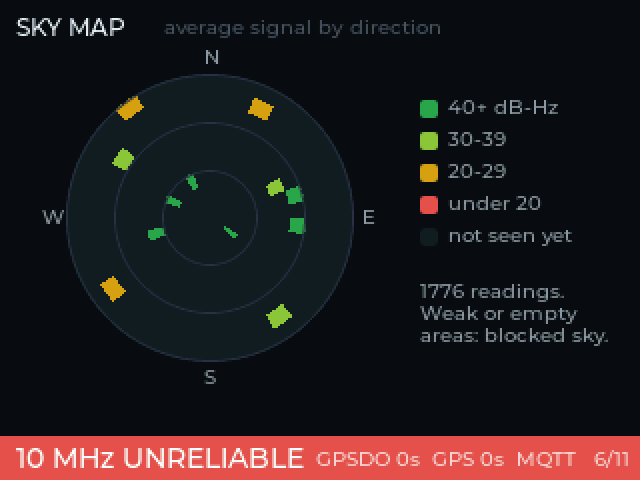 SKY MAP average signal by direction
N
40+ dB-Hz
30-39
20-29
W
E
under 20
not seen yet
1776 readings.
Weak or empty
areas: blocked sky.
S
10 MHz UNRELIABLE GPSDO 0s GPS 0s MQTT 6/11